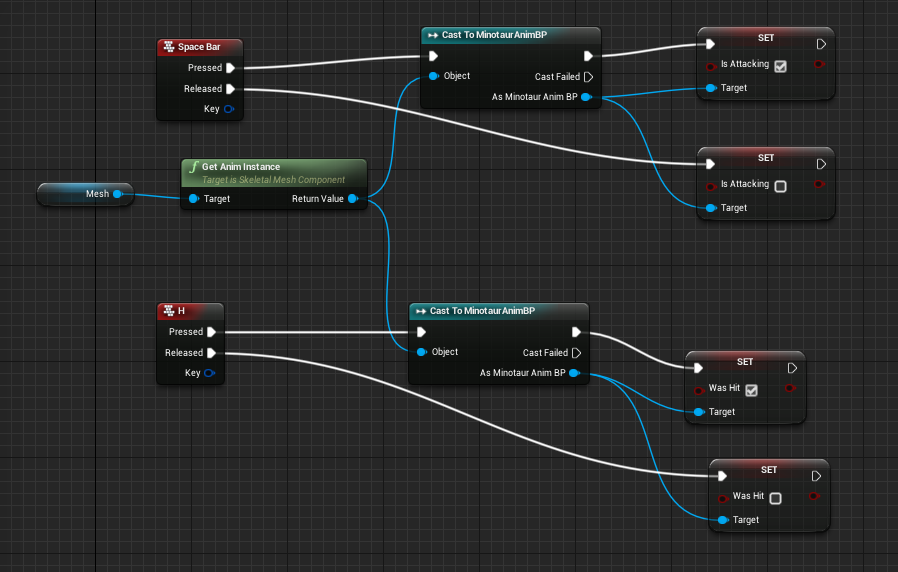 Space Bar
Pressed
Released
Key
Cast To MinotaurAnimBP
Object
Cast Failed
As Minotaur Anim BP
SET
Is Attacking
Target
SET
Is Attacking
Target
Mesh
f Get Anim Instance
Target is Skeletal Mesh Component
Target Return Value
H
Pressed
Released
Key
Cast To MinotaurAnimBP
Object
Cast Failed
As Minotaur Anim BP
SET
Was Hit
Target
SET
Was Hit
Target